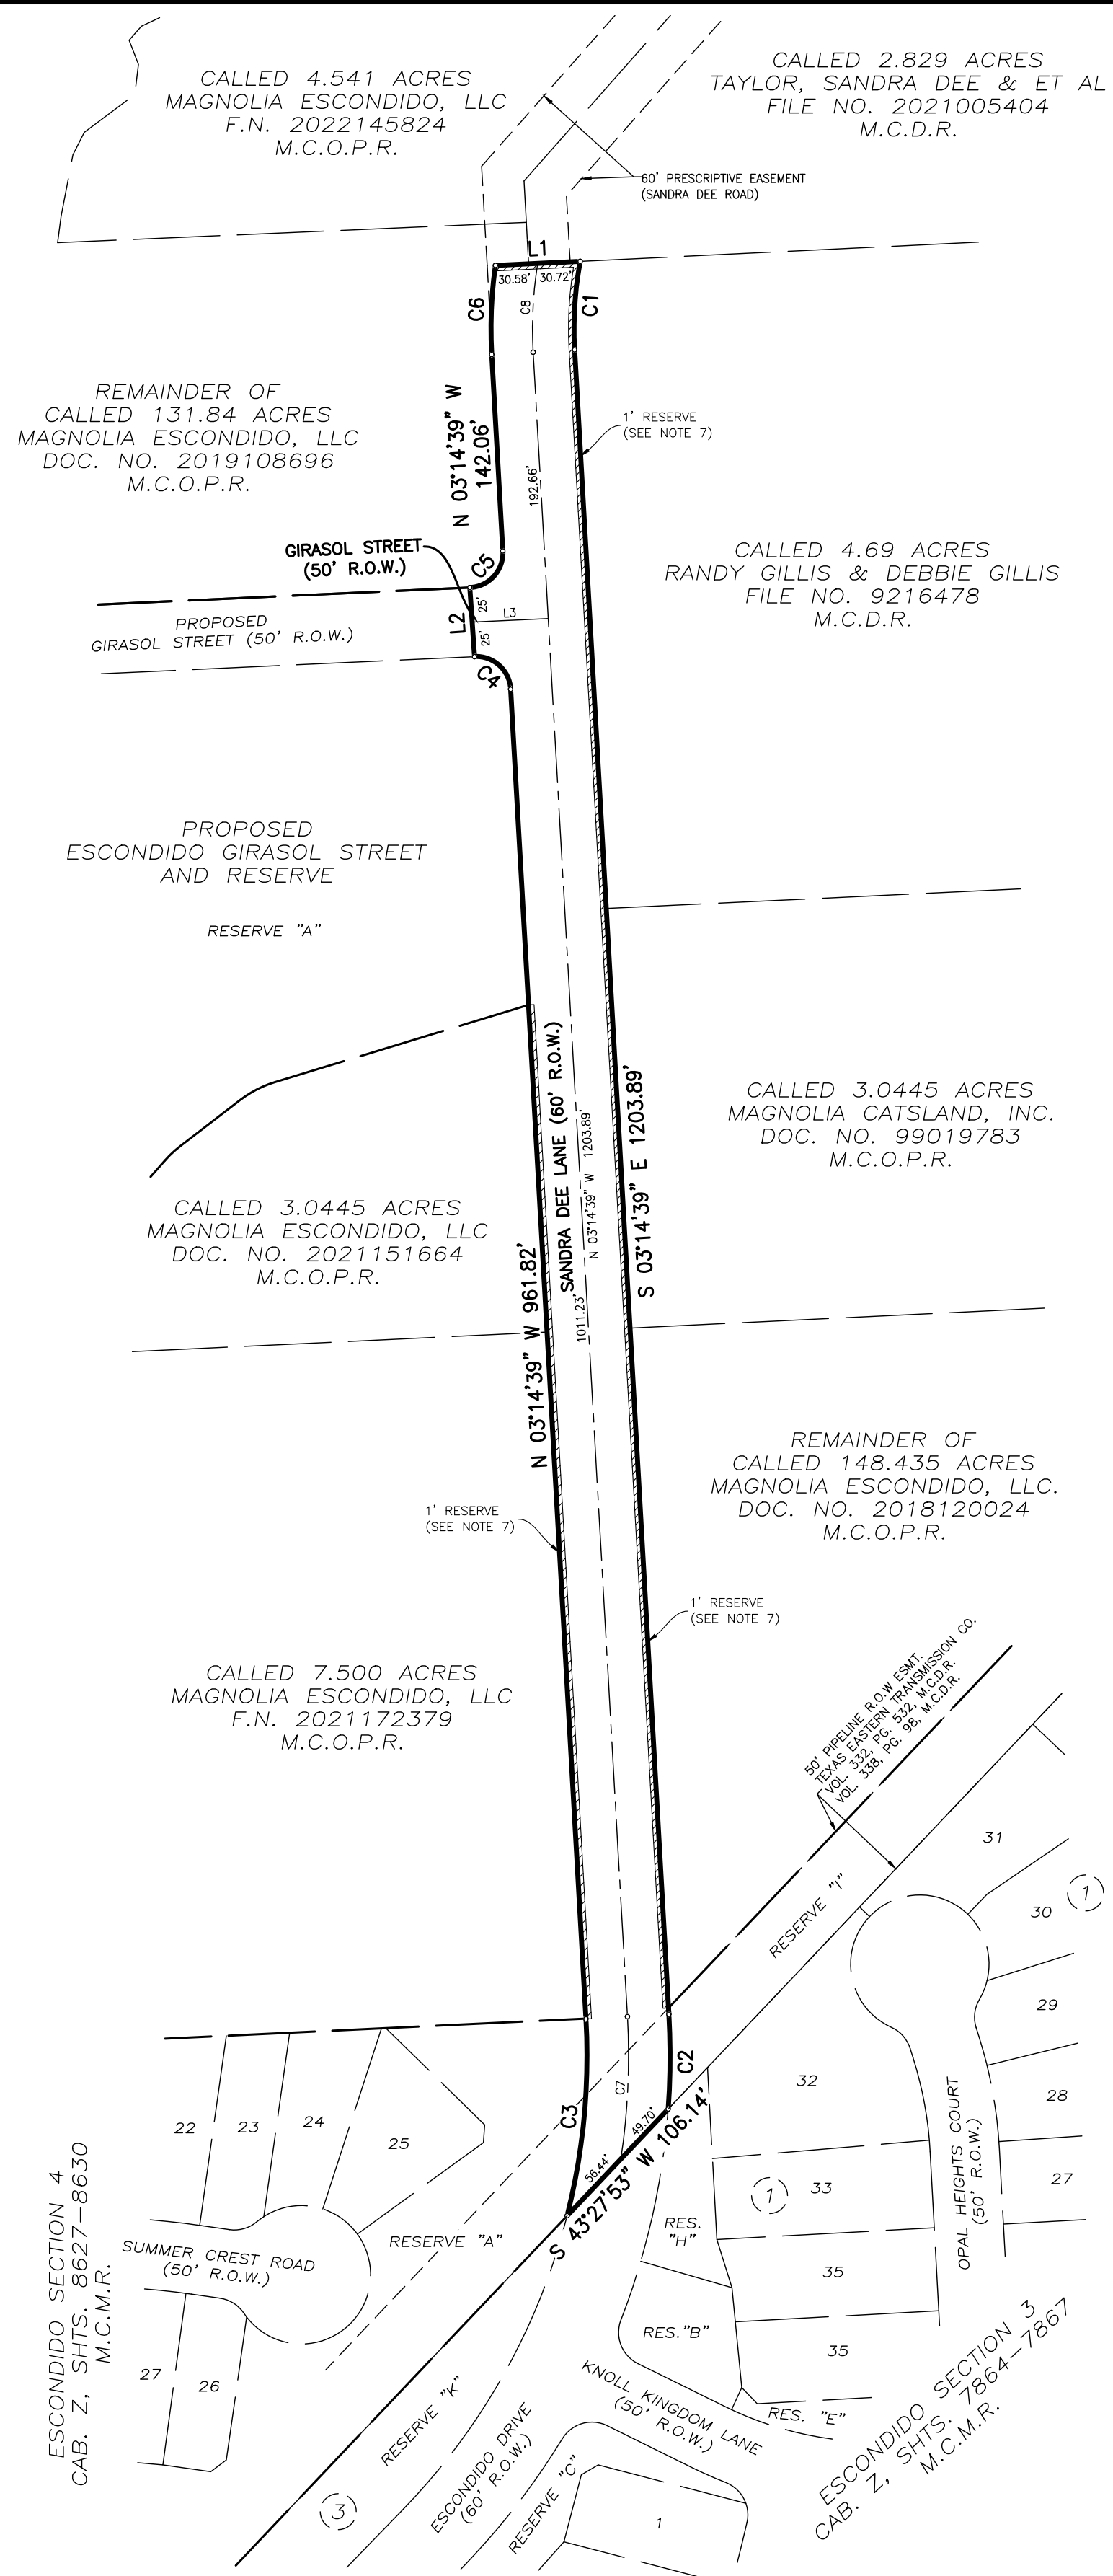 CALLED 4.541 ACRES
MAGNOLIA ESCONDIDO, LLC
F.N. 2022145824
M.C.O.P.R.
CALLED 2.829 ACRES
TAYLOR, SANDRA DEE & ET AL
FILE NO. 2021005404
M.C.D.R.
60' PRESCRIPTIVE EASEMENT
(SANDRA DEE ROAD)
L1
30.58'
30.72'
C6
C8
C1
REMAINDER OF
CALLED 131.84 ACRES
MAGNOLIA ESCONDIDO, LLC
DOC. NO. 2019108696
M.C.O.P.R.
N 03°14'39" W
142.06'
192.66'
1' RESERVE
(SEE NOTE 7)
GIRASOL STREET
(50' R.O.W.)
C5
25'
L2
L3
25'
C4
PROPOSED
GIRASOL STREET (50' R.O.W.)
CALLED 4.69 ACRES
RANDY GILLIS & DEBBIE GILLIS
FILE NO. 9216478
M.C.D.R.
PROPOSED
ESCONDIDO GIRASOL STREET
AND RESERVE
RESERVE "A"
SANDRA DEE LANE (60' R.O.W.)
N 03°14'39" W 1203.89'
S 03°14'39" E 1203.89'
CALLED 3.0445 ACRES
MAGNOLIA CATSLAND, INC.
DOC. NO. 99019783
M.C.O.P.R.
CALLED 3.0445 ACRES
MAGNOLIA ESCONDIDO, LLC
DOC. NO. 2021151664
M.C.O.P.R.
N 03°14'39" W 961.82'
1011.23'
REMAINDER OF
CALLED 148.435 ACRES
MAGNOLIA ESCONDIDO, LLC.
DOC. NO. 2018120024
M.C.O.P.R.
1' RESERVE
(SEE NOTE 7)
1' RESERVE
(SEE NOTE 7)
CALLED 7.500 ACRES
MAGNOLIA ESCONDIDO, LLC
F.N. 2021172379
M.C.O.P.R.
50' PIPELINE R.O.W ESMT.
TEXAS EASTERN TRANSMISSION CO.
VOL. 332, PG. 532, M.C.D.R.
VOL. 338, PG. 98, M.C.D.R.
RESERVE "I"
31
30
1
29
28
27
32
33
1
35
35
OPAL HEIGHTS COURT
(50' R.O.W.)
C2
C7
C3
49.70'
56.44'
S 43°27'53" W 106.14'
22
23
24
25
RESERVE "A"
SUMMER CREST ROAD
(50' R.O.W.)
27
26
ESCONDIDO SECTION 4
CAB. Z, SHTS. 8627-8630
M.C.M.R.
RES.
"H"
RES."B"
RES. "E"
KNOLL KINGDOM LANE
(50' R.O.W.)
RESERVE "K"
ESCONDIDO DRIVE
(60' R.O.W.)
RESERVE "C"
3
1
ESCONDIDO SECTION 3
CAB. Z, SHTS. 7864-7867
M.C.M.R.